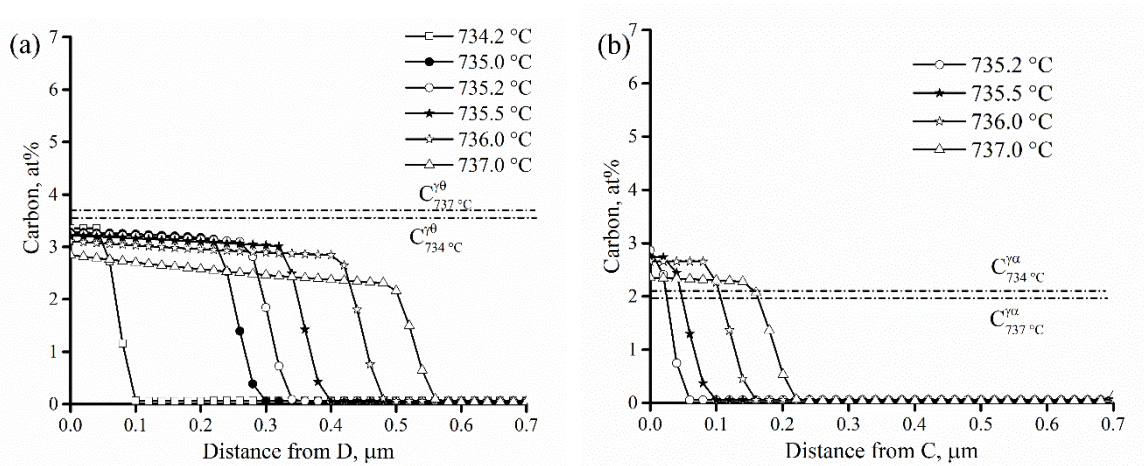 (a)
734.2 °C
735.0 °C
735.2 °C
735.5 °C
736.0 °C
737.0 °C
7
6
5
4
3
2
1
0
Carbon, at%
C^γθ_737 °C
C^γθ_734 °C
0.0 0.1 0.2 0.3 0.4 0.5 0.6 0.7
Distance from D, μm
(b)
735.2 °C
735.5 °C
736.0 °C
737.0 °C
7
6
5
4
3
2
1
0
Carbon, at%
C^γα_734 °C
C^γα_737 °C
0.0 0.1 0.2 0.3 0.4 0.5 0.6 0.7
Distance from C, μm